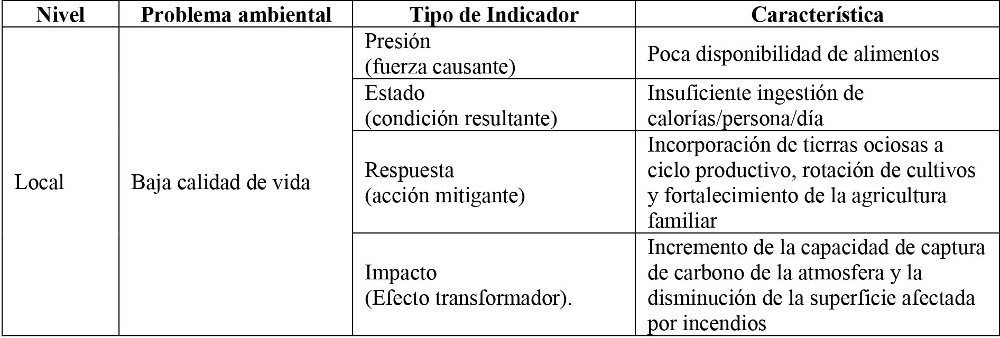 Nivel
Problema ambiental
Tipo de Indicador
Característica
Local
Baja calidad de vida
Presión
(fuerza causante)
Poca disponibilidad de alimentos
Estado
(condición resultante)
Insuficiente ingestión de
calorías/persona/día
Respuesta
(acción mitigante)
Incorporación de tierras ociosas a
ciclo productivo, rotación de cultivos
y fortalecimiento de la agricultura
familiar
Impacto
(Efecto transformador).
Incremento de la capacidad de captura
de carbono de la atmosfera y la
disminución de la superficie afectada
por incendios